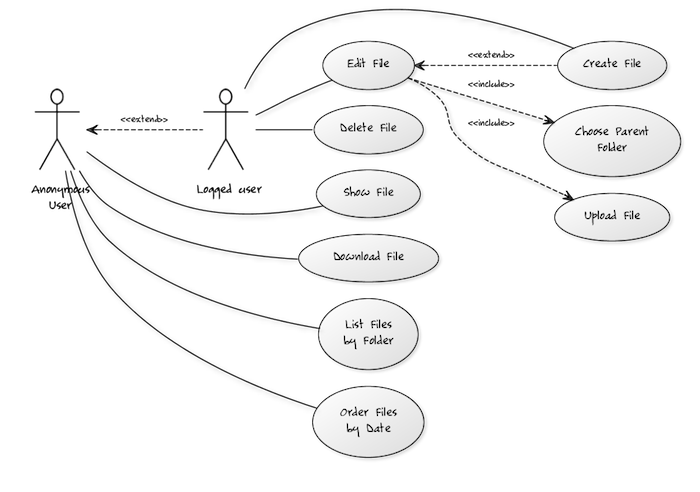 <<extend>>
Edit File
Create File
<<include>>
<<extend>>
Delete File
<<include>>
Choose Parent
Folder
Anonymous
User
Logged user
Show File
Upload File
Download File
List Files
by Folder
Order Files
by Date